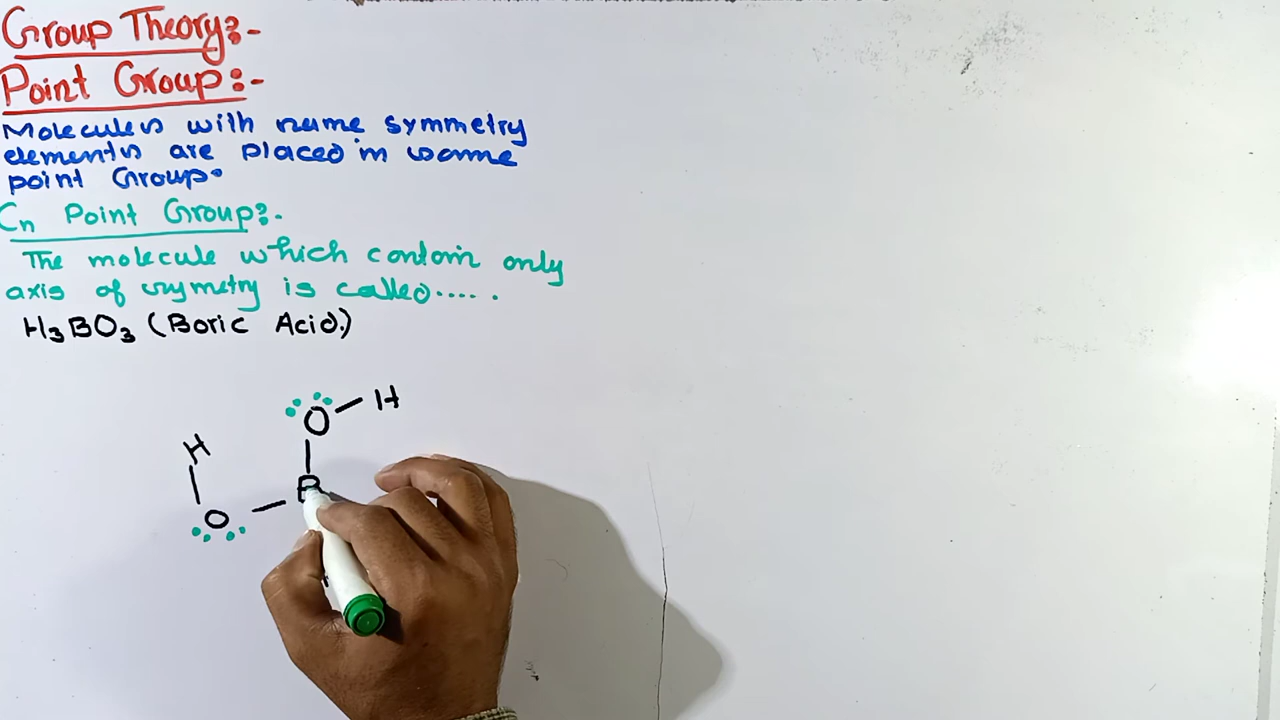 Group Theory:-
Point Group:-
Molecules with same symmetry
elements are placed in same
point Group.
Cn Point Group:-
The molecule which contain only
axis of symetry is called.....
H3BO3 (Boric Acid.)
O - H
H
B
O